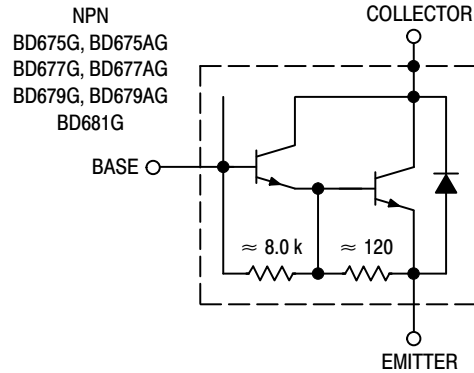 NPN
BD675G, BD675AG
BD677G, BD677AG
BD679G, BD679AG
BD681G
COLLECTOR
BASE
≈ 8.0 k
≈ 120
EMITTER